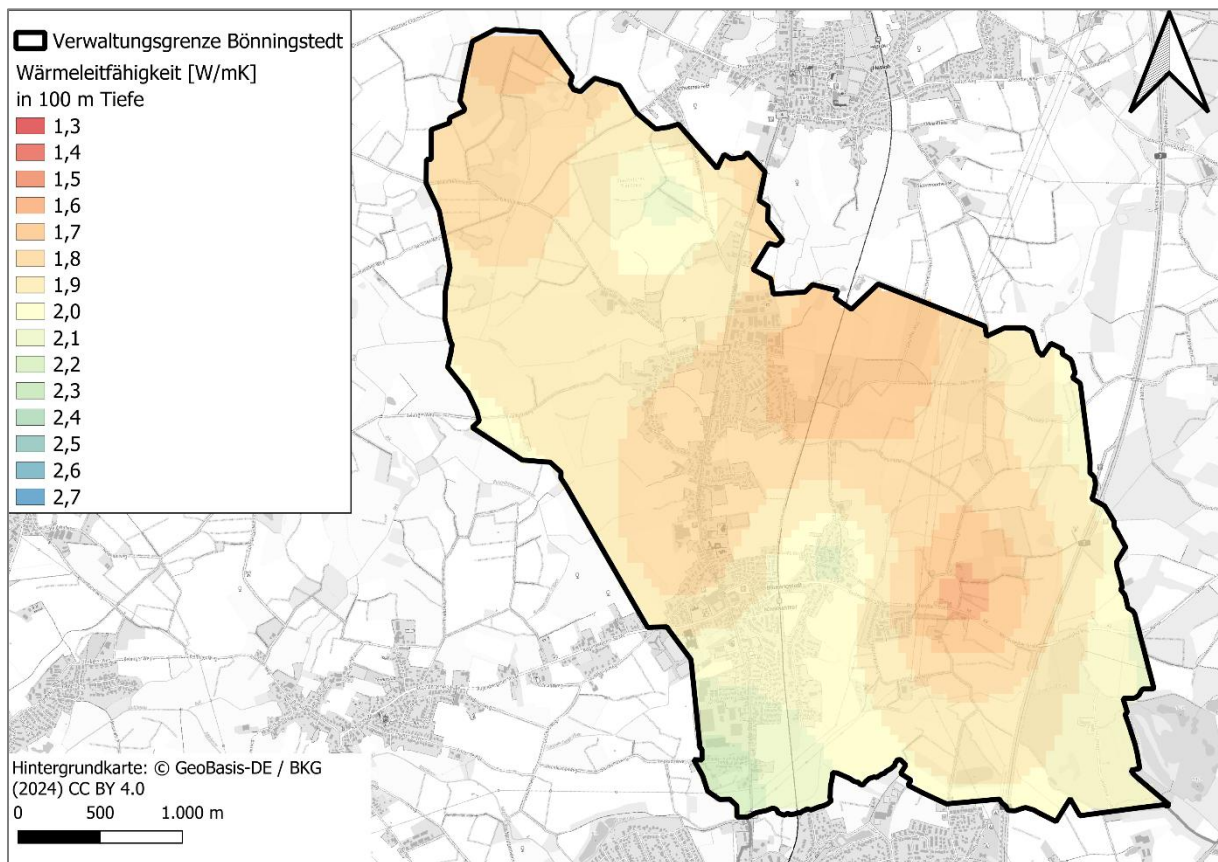 Verwaltungsgrenze Bönningstedt
Wärmeleitfähigkeit [W/mK]
in 100 m Tiefe
1,3
1,4
1,5
1,6
1,7
1,8
1,9
2,0
2,1
2,2
2,3
2,4
2,5
2,6
2,7
Hintergrundkarte: © GeoBasis-DE / BKG
(2024) CC BY 4.0
0 500 1.000 m